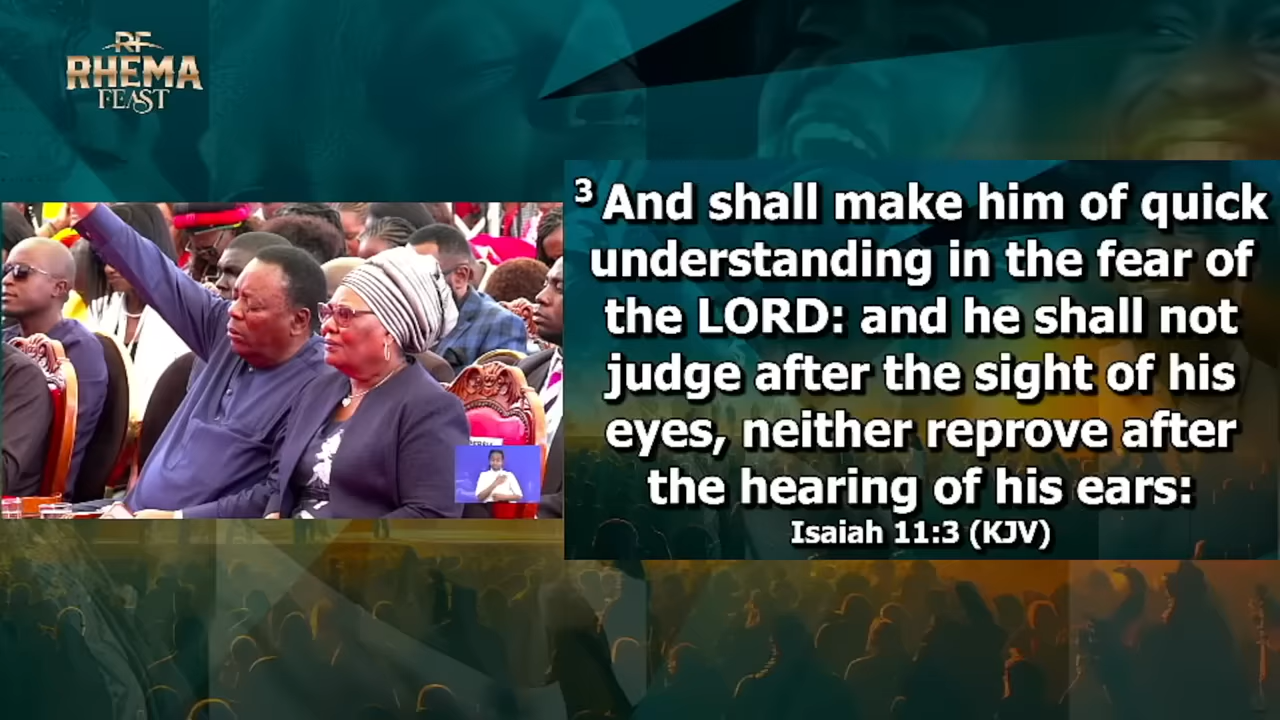 RF
RHEMA
FEAST
3 And shall make him of quick
understanding in the fear of
the LORD: and he shall not
judge after the sight of his
eyes, neither reprove after
the hearing of his ears:
Isaiah 11:3 (KJV)